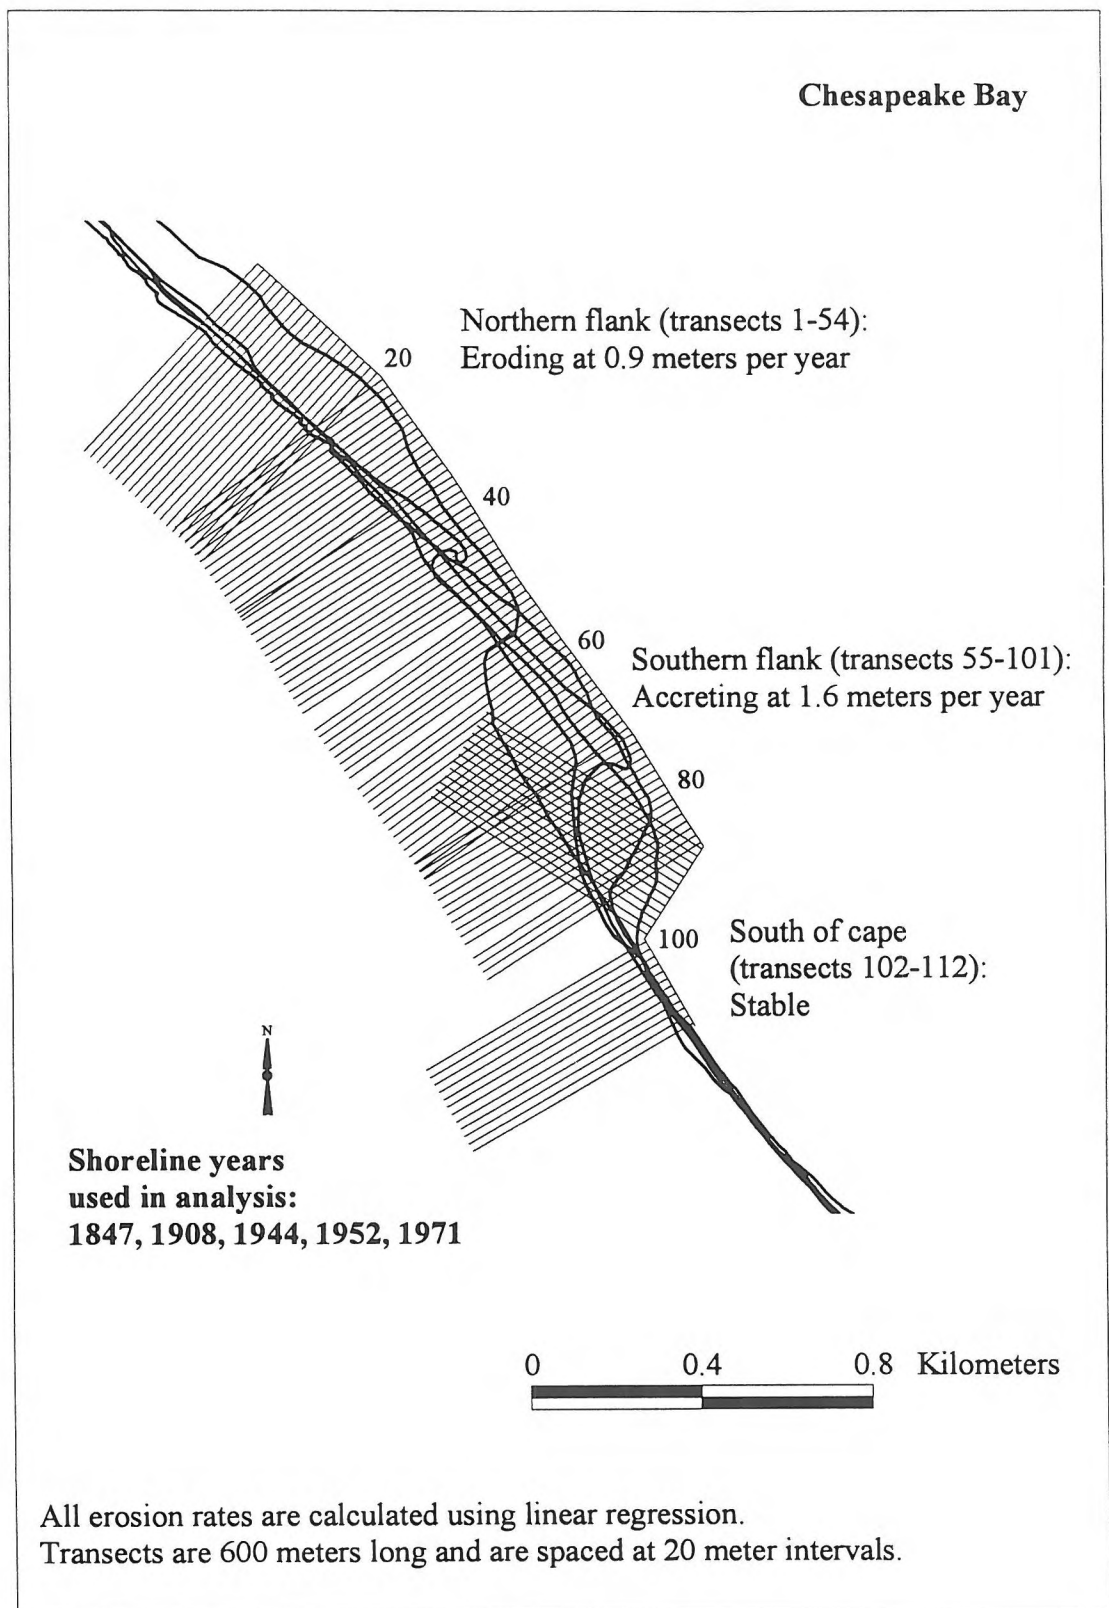 Chesapeake Bay
Northern flank (transects 1-54):
Eroding at 0.9 meters per year
20
40
60
Southern flank (transects 55-101):
Accreting at 1.6 meters per year
80
100
South of cape
(transects 102-112):
Stable
N
Shoreline years
used in analysis:
1847, 1908, 1944, 1952, 1971
0 0.4 0.8 Kilometers
All erosion rates are calculated using linear regression.
Transects are 600 meters long and are spaced at 20 meter intervals.